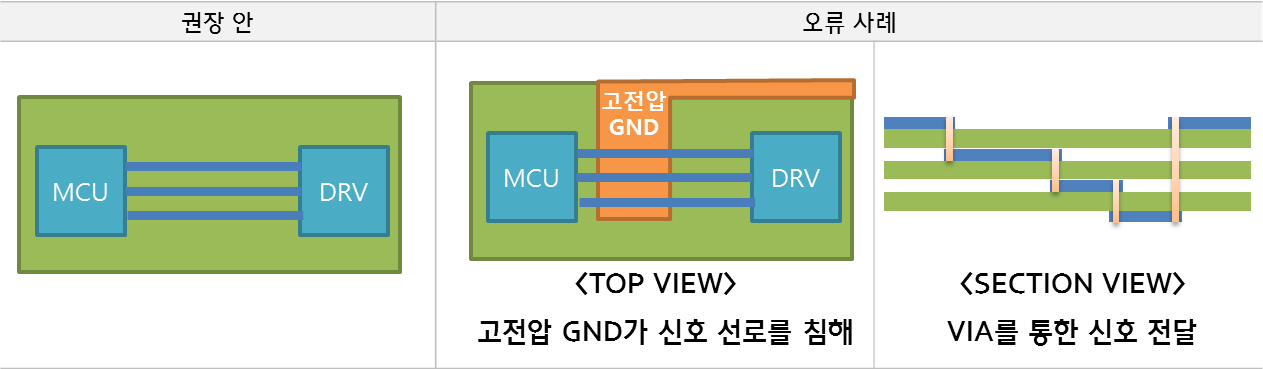 권장 안
오류 사례
MCU
DRV
고전압
GND
MCU
DRV
<TOP VIEW>
고전압 GND가 신호 선로를 침해
<SECTION VIEW>
VIA를 통한 신호 전달